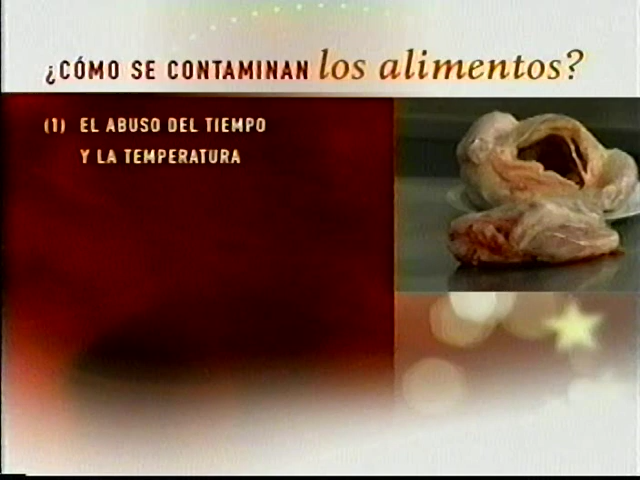 ¿CÓMO SE CONTAMINAN los alimentos?
(1) EL ABUSO DEL TIEMPO
Y LA TEMPERATURA